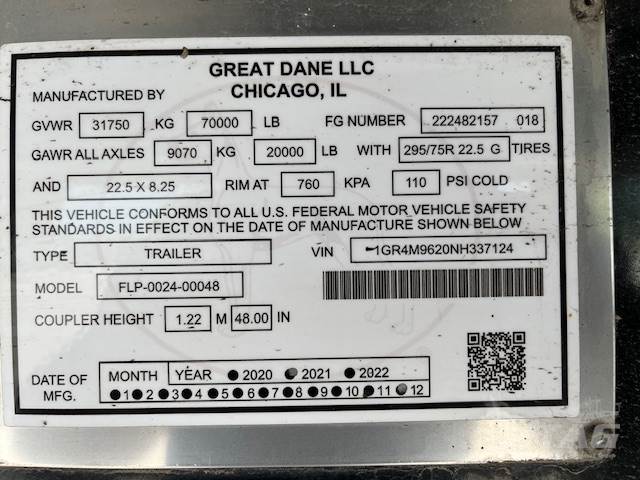 GREAT DANE LLC
MANUFACTURED BY CHICAGO, IL
GVWR 31750 KG 70000 LB FG NUMBER 222482157 018
GAWR ALL AXLES 9070 KG 20000 LB WITH 295/75R 22.5 G TIRES
AND 22.5 X 8.25 RIM AT 760 KPA 110 PSI COLD
THIS VEHICLE CONFORMS TO ALL U.S. FEDERAL MOTOR VEHICLE SAFETY
STANDARDS IN EFFECT ON THE DATE OF MANUFACTURE SHOWN BELOW
TYPE TRAILER VIN 1GR4M9620NH337124
MODEL FLP-0024-00048
COUPLER HEIGHT 1.22 M 48.00 IN
DATE OF MFG. MONTH YEAR 2020 2021 2022
1 2 3 4 5 6 7 8 9 10 11 12
AG